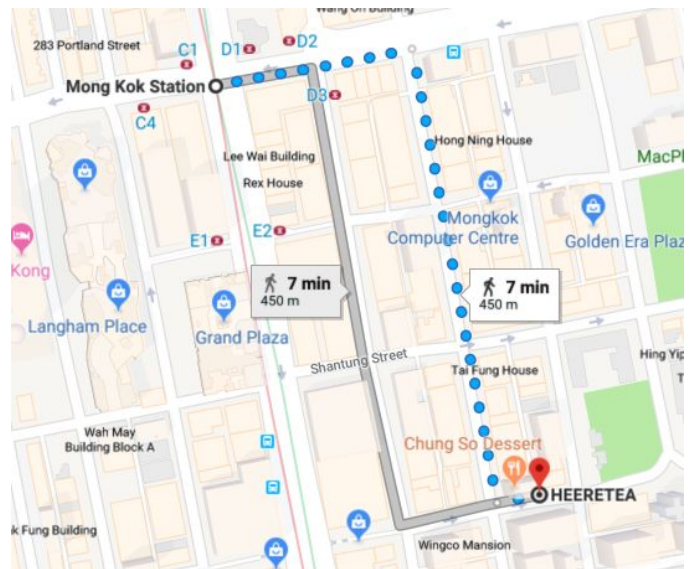 Wang On Building
283 Portland Street
C1
D1
D2
Mong Kok Station
C4
D3
Lee Wai Building
Hong Ning House
Rex House
MacP
E1
E2
Mongkok
Computer Centre
Golden Era Plaz
Kong
7 min
450 m
7 min
450 m
Langham Place
Grand Plaza
Shantung Street
Hing Yip
T
Tai Fung House
Wah May
Building Block A
Chung So Dessert
HEERETEA
k Fung Building
Wingco Mansion